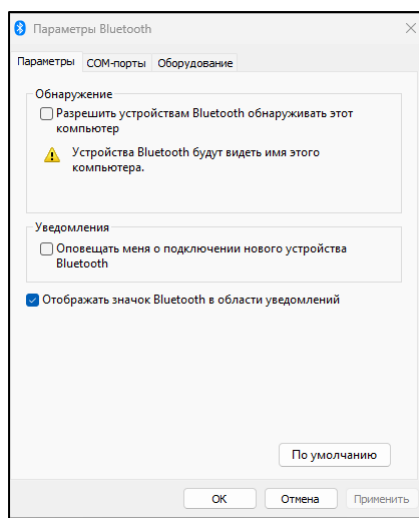 Параметры Bluetooth
Параметры COM-порты Оборудование
Обнаружение
Разрешить устройствам Bluetooth обнаруживать этот
компьютер
Устройства Bluetooth будут видеть имя этого
компьютера.
Уведомления
Оповещать меня о подключении нового устройства
Bluetooth
Отображать значок Bluetooth в области уведомлений
По умолчанию
ОК Отмена Применить